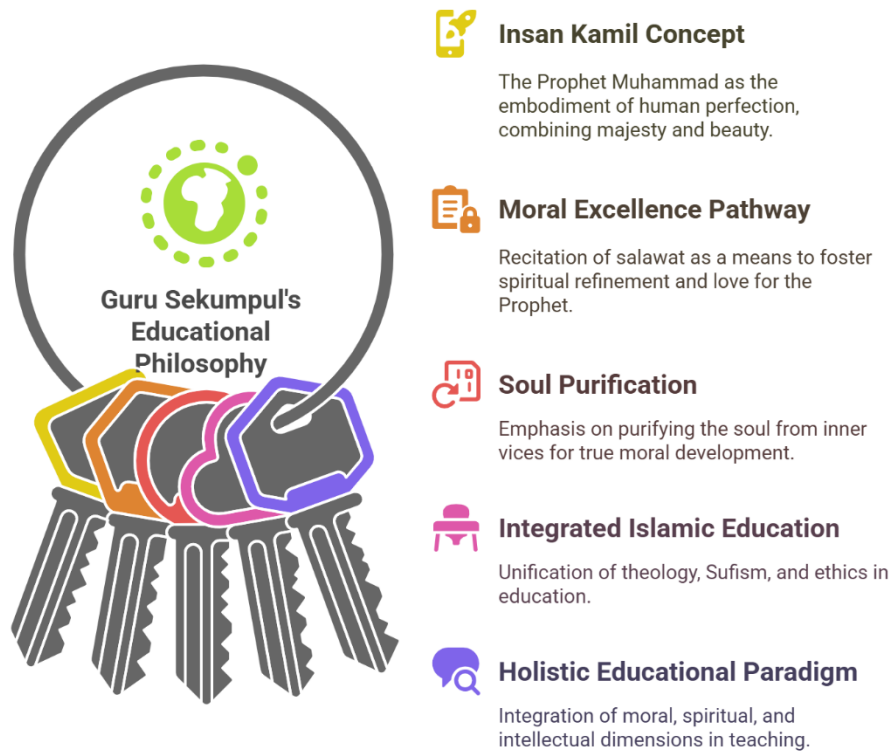 Guru Sekumpul's
Educational
Philosophy
Insan Kamil Concept
The Prophet Muhammad as the
embodiment of human perfection,
combining majesty and beauty.
Moral Excellence Pathway
Recitation of salawat as a means to foster
spiritual refinement and love for the
Prophet.
Soul Purification
Emphasis on purifying the soul from inner
vices for true moral development.
Integrated Islamic Education
Unification of theology, Sufism, and ethics in
education.
Holistic Educational Paradigm
Integration of moral, spiritual, and
intellectual dimensions in teaching.